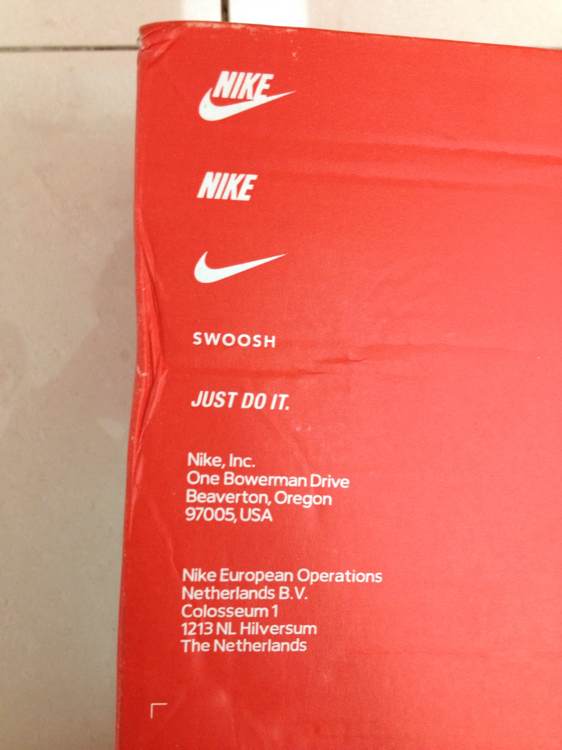 NIKE
NIKE
SWOOSH
JUST DO IT.
Nike, Inc.
One Bowerman Drive
Beaverton, Oregon
97005, USA
Nike European Operations
Netherlands B.V.
Colosseum 1
1213 NL Hilversum
The Netherlands